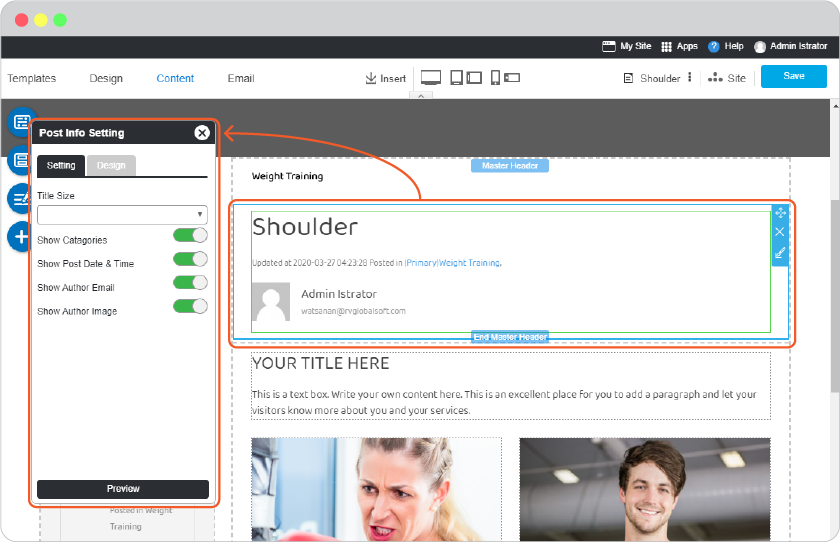 My Site Apps ? Help Admin Istrator
Templates Design Content Email Insert Shoulder Site Save
Post Info Setting
Setting Design
Title Size
Show Catagories
Show Post Date & Time
Show Author Email
Show Author Image
Preview
Posted in Weight
Training
Master Header
Weight Training
Shoulder
Updated at 2020-03-27 04:23:28 Posted in (Primary)Weight Training,
Admin Istrator
watsanan@rvglobalsoft.com
End Master Header
YOUR TITLE HERE
This is a text box. Write your own content here. This is an excellent place for you to add a paragraph and let your
visitors know more about you and your services.